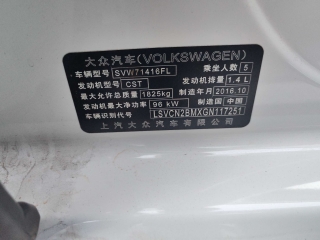 大众汽车(VOLKSWAGEN)
车辆型号 SVW71416FL 乘坐人数 5
发动机型号 CST 发动机排量 1.4 L
最大允许总质量 1825kg 制造年月 2016.10
发动机最大净功率 96 kW 制造国 中国
车辆识别代号 LSVCN2BMXGN117251
上汽大众汽车有限公司